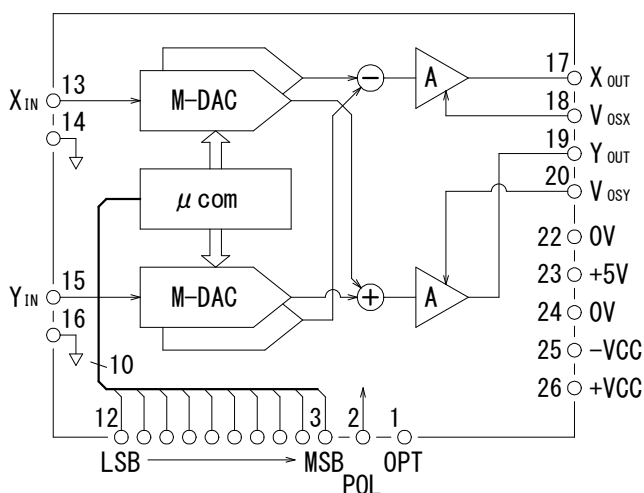 13
X IN
14
M-DAC
−
A
17
X OUT
18
V OSX
19
Y OUT
20
V OSY
μcom
22 0V
23 +5V
24 0V
25 -VCC
26 +VCC
15
Y IN
16
M-DAC
+
A
10
12
3
2
1
LSB
MSB
POL
OPT